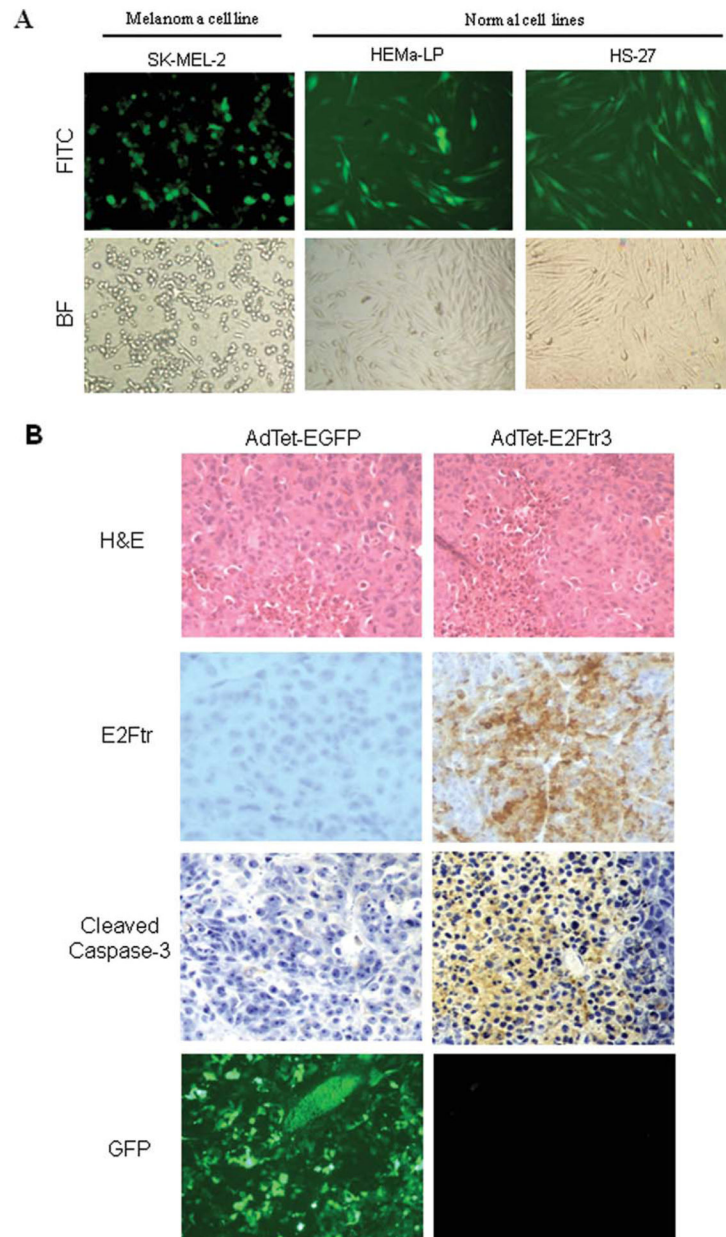 A
Melanoma cell line
Normal cell lines
SK-MEL-2
HEMa-LP
HS-27
FITC
BF
B
AdTet-EGFP
AdTet-E2Ftr3
H&E
E2Ftr
Cleaved
Caspase-3
GFP